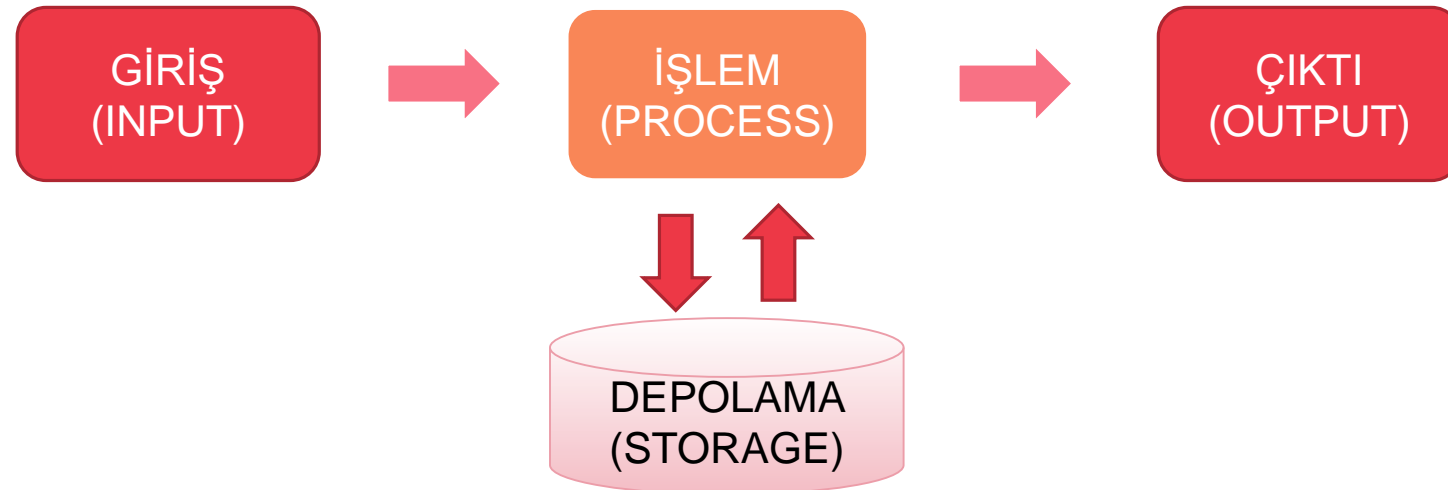 GİRİŞ
(INPUT)
İŞLEM
(PROCESS)
ÇIKTI
(OUTPUT)
DEPOLAMA
(STORAGE)